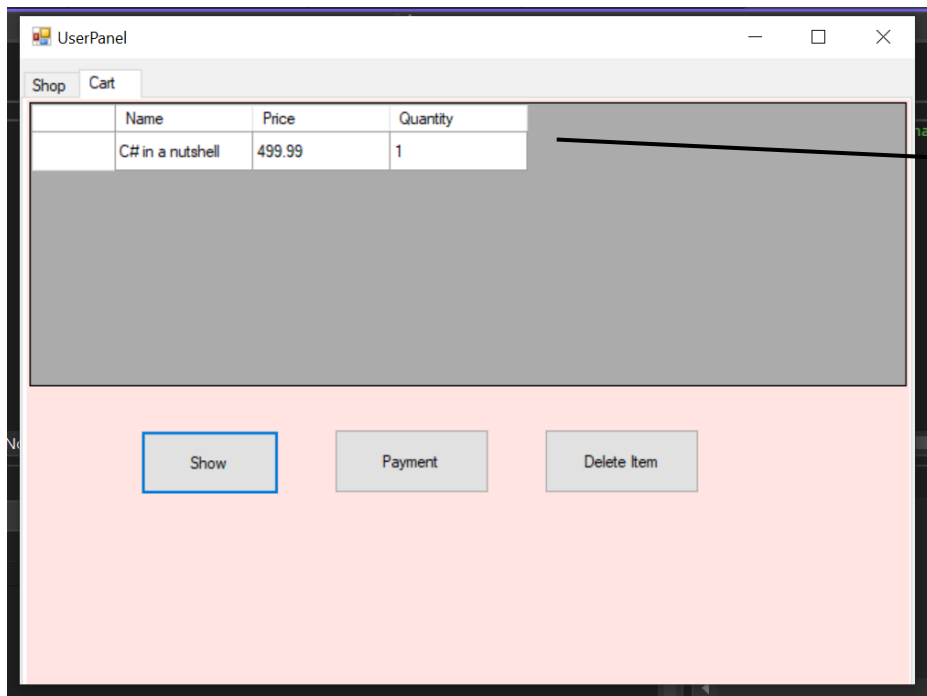 UserPanel
Shop Cart
Name Price Quantity
C# in a nutshell 499.99 1
Show Payment Delete Item